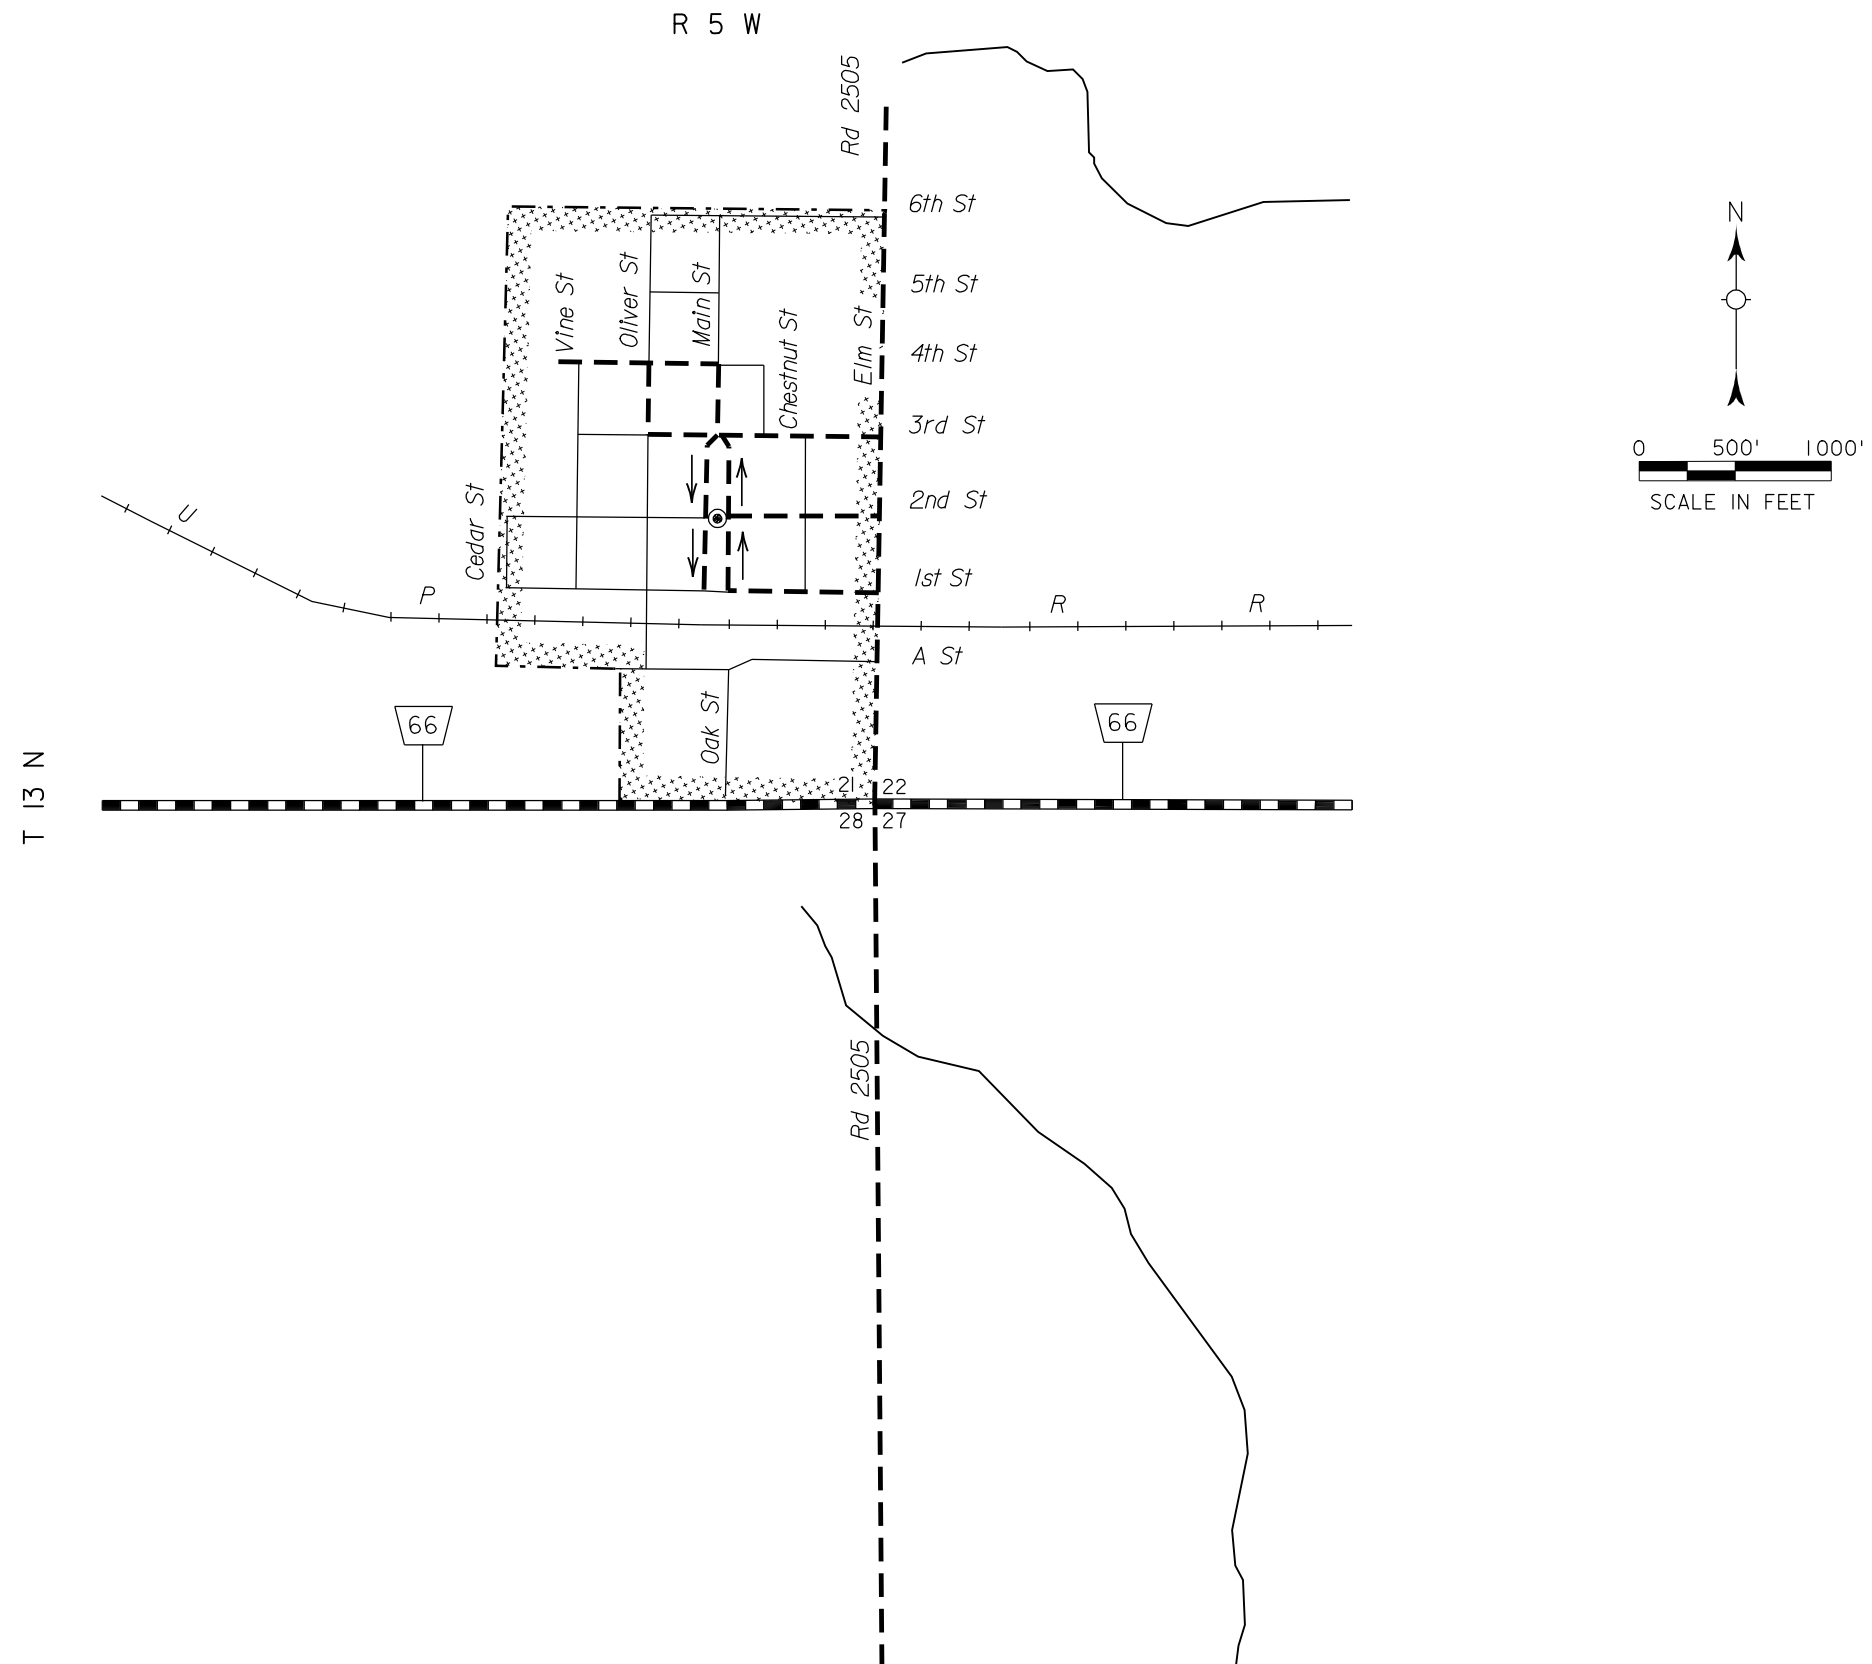 R 5 W
Rd 2505
6th St
N
5th St
Vine St
Oliver St
Main St
Chestnut St
Elm St
4th St
3rd St
0 500' 1000'
SCALE IN FEET
2nd St
Cedar St
U
P
1st St
R
R
A St
Oak St
66
66
T 13 N
21 22
28 27
Rd 2505